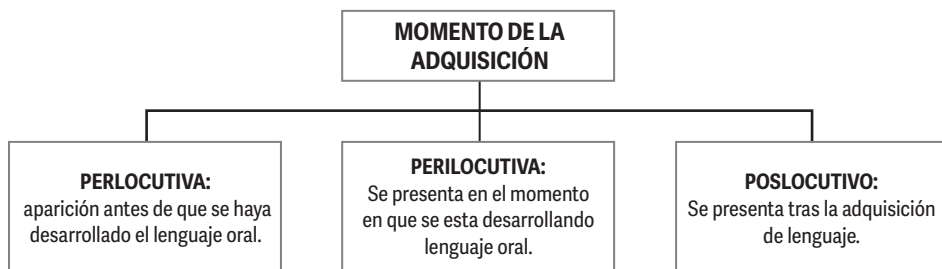 MOMENTO DE LA
ADQUISICIÓN
PERLOCUTIVA:
aparición antes de que se haya
desarrollado el lenguaje oral.
PERILOCUTIVA:
Se presenta en el momento
en que se esta desarrollando
lenguaje oral.
POSLOCUTIVO:
Se presenta tras la adquisición
de lenguaje.